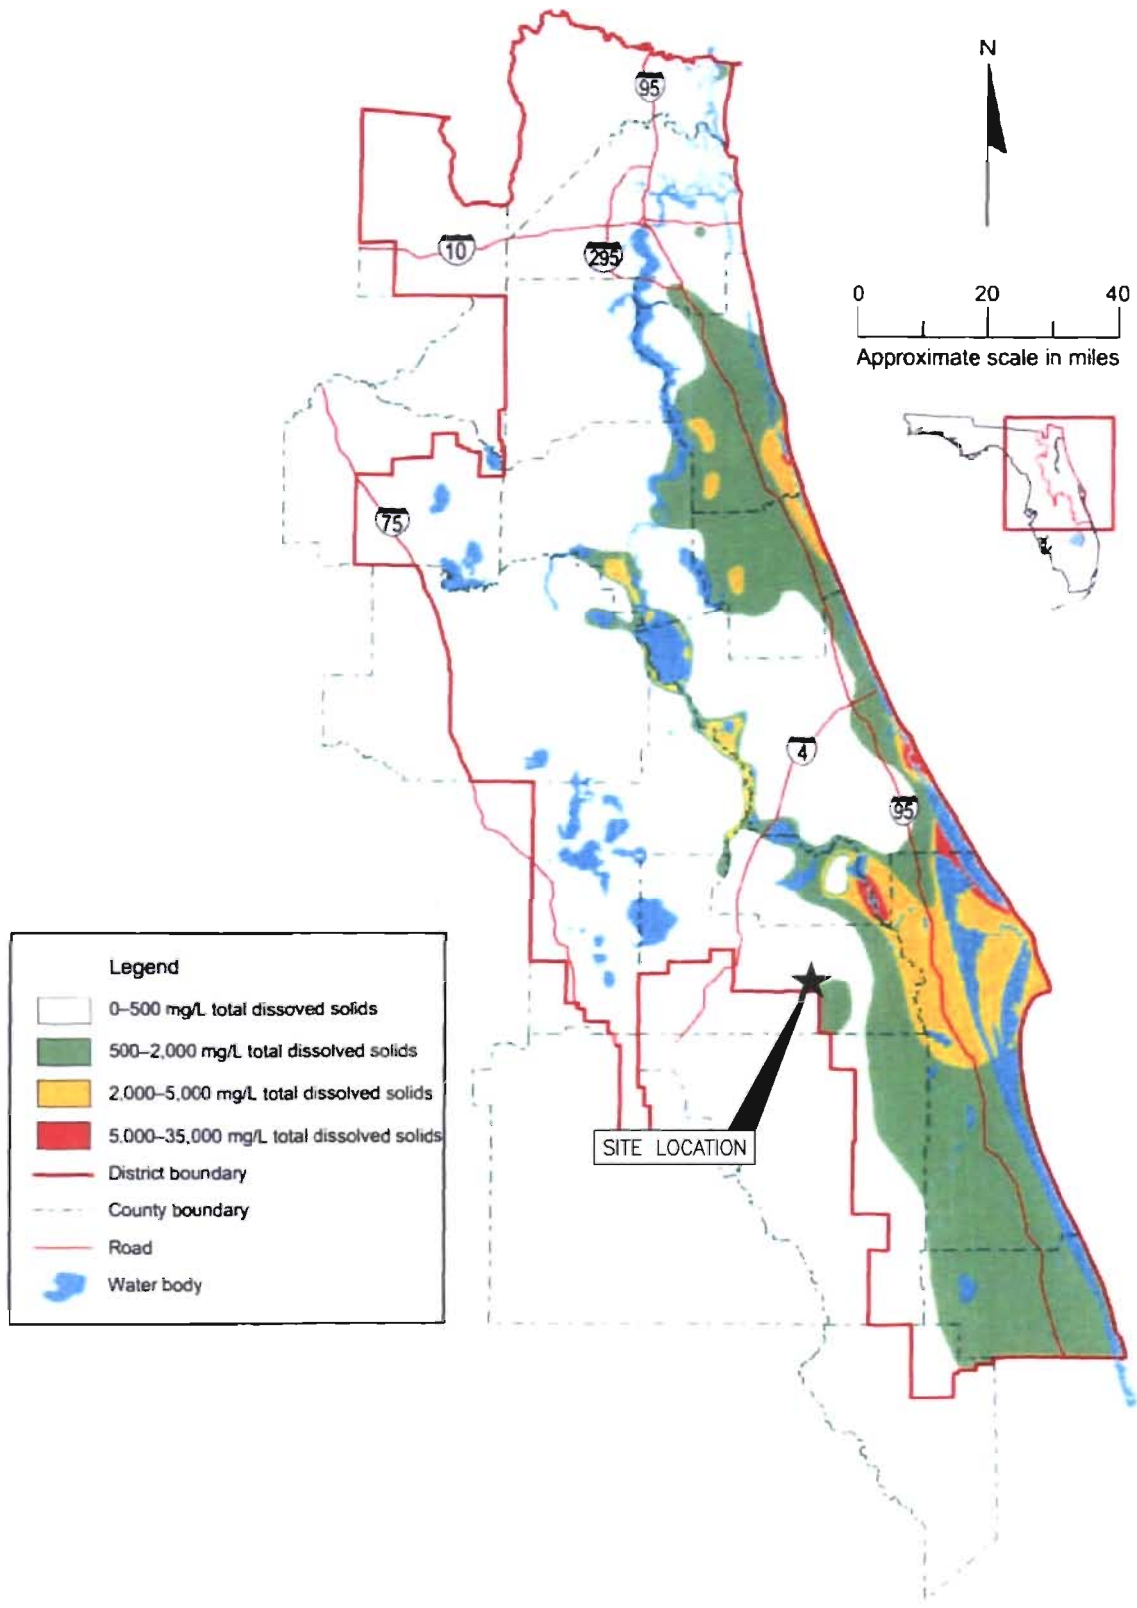 N
95
10
295
0 20 40
Approximate scale in miles
75
4
95
Legend
0–500 mg/L total dissoved solids
500–2,000 mg/L total dissolved solids
2,000–5,000 mg/L total dissolved solids
5,000–35,000 mg/L total dissolved solids
District boundary
County boundary
Road
Water body
SITE LOCATION